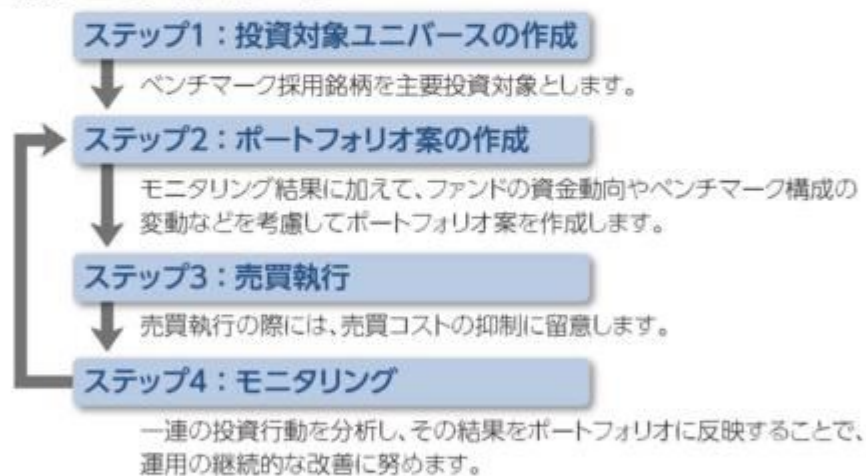 ステップ1：投資対象ユニバースの作成
ベンチマーク採用銘柄を主要投資対象とします。
ステップ2：ポートフォリオ案の作成
モニタリング結果に加えて、ファンドの資金動向やベンチマーク構成の
変動などを考慮してポートフォリオ案を作成します。
ステップ3：売買執行
売買執行の際には、売買コストの抑制に留意します。
ステップ4：モニタリング
一連の投資行動を分析し、その結果をポートフォリオに反映することで、
運用の継続的な改善に努めます。